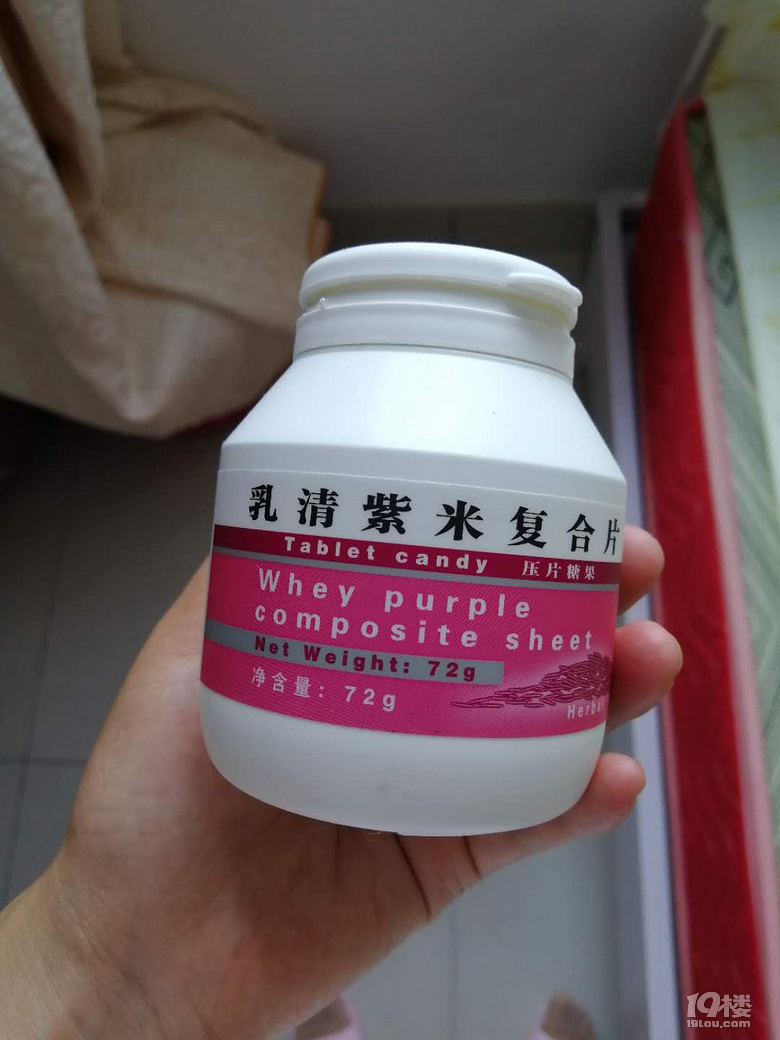 乳清紫米复合片
Tablet candy 压片糖果
Whey purple
composite sheet
Net Weight: 72g
净含量：72g
Herbal
19楼
19lou.com